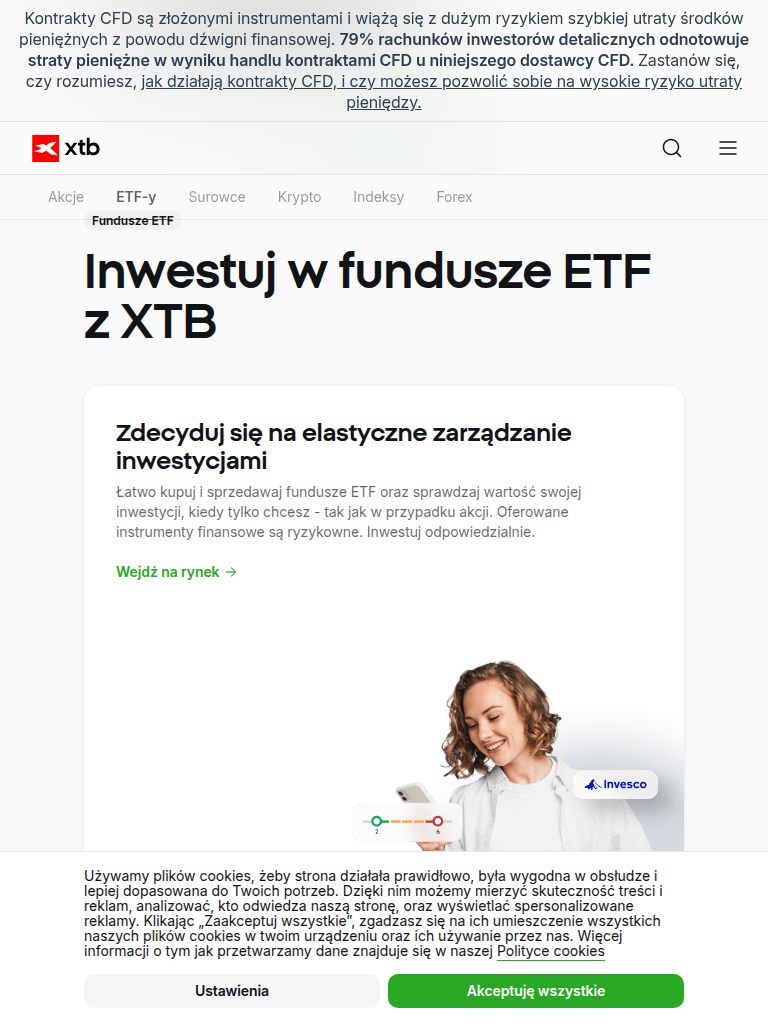 Kontrakty CFD są złożonymi instrumentami i wiążą się z dużym ryzykiem szybkiej utraty środków
pieniężnych z powodu dźwigni finansowej. 79% rachunków inwestorów detalicznych odnotowuje
straty pieniężne w wyniku handlu kontraktami CFD u niniejszego dostawcy CFD. Zastanów się,
czy rozumiesz, jak działają kontrakty CFD, i czy możesz pozwolić sobie na wysokie ryzyko utraty
pieniędzy.
xtb
Akcje ETF-y Surowce Krypto Indeksy Forex
Fundusze ETF
Inwestuj w fundusze ETF
z XTB
Zdecyduj się na elastyczne zarządzanie
inwestycjami
Łatwo kupuj i sprzedawaj fundusze ETF oraz sprawdzaj wartość swojej
inwestycji, kiedy tylko chcesz - tak jak w przypadku akcji. Oferowane
instrumenty finansowe są ryzykowne. Inwestuj odpowiedzialnie.
Wejdź na rynek
Invesco
2 6
Używamy plików cookies, żeby strona działała prawidłowo, była wygodna w obsłudze i
lepiej dopasowana do Twoich potrzeb. Dzięki nim możemy mierzyć skuteczność treści i
reklam, analizować, kto odwiedza naszą stronę, oraz wyświetlać spersonalizowane
reklamy. Klikając „Zaakceptuj wszystkie”, zgadzasz się na ich umieszczenie wszystkich
naszych plików cookies w twoim urządzeniu oraz ich używanie przez nas. Więcej
informacji o tym jak przetwarzamy dane znajduje się w naszej Polityce cookies
Ustawienia Akceptuję wszystkie